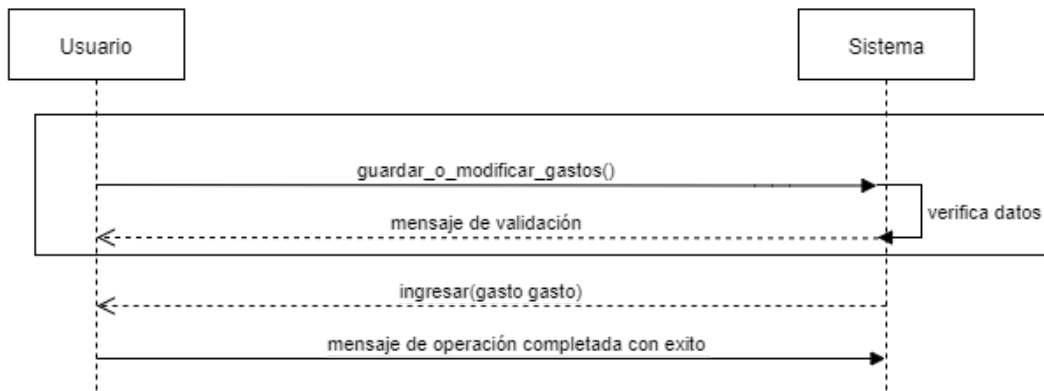 Usuario
Sistema
guardar_o_modificar_gastos()
verifica datos
mensaje de validación
ingresar(gasto gasto)
mensaje de operación completada con exito